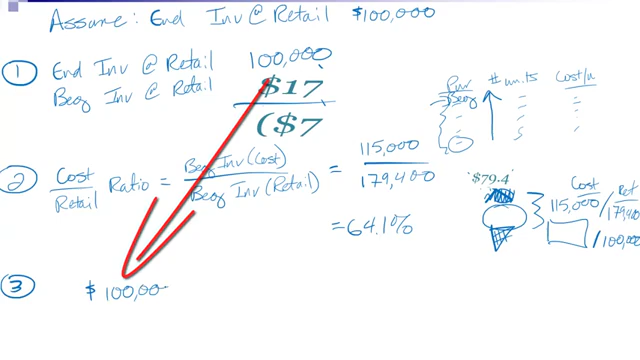 Assume: End Inv @ Retail $100,000
① End Inv @ Retail 100,000
Beg Inv @ Retail $17
($7
② Cost / Retail Ratio = Beg Inv (Cost) / Beg Inv (Retail) = 115,000 / 179,400
= 64.1%
③ $ 100,00
# units Cost/u
Beg
$79.4
Cost Ret
115,000 / 179,400
/ 100,000